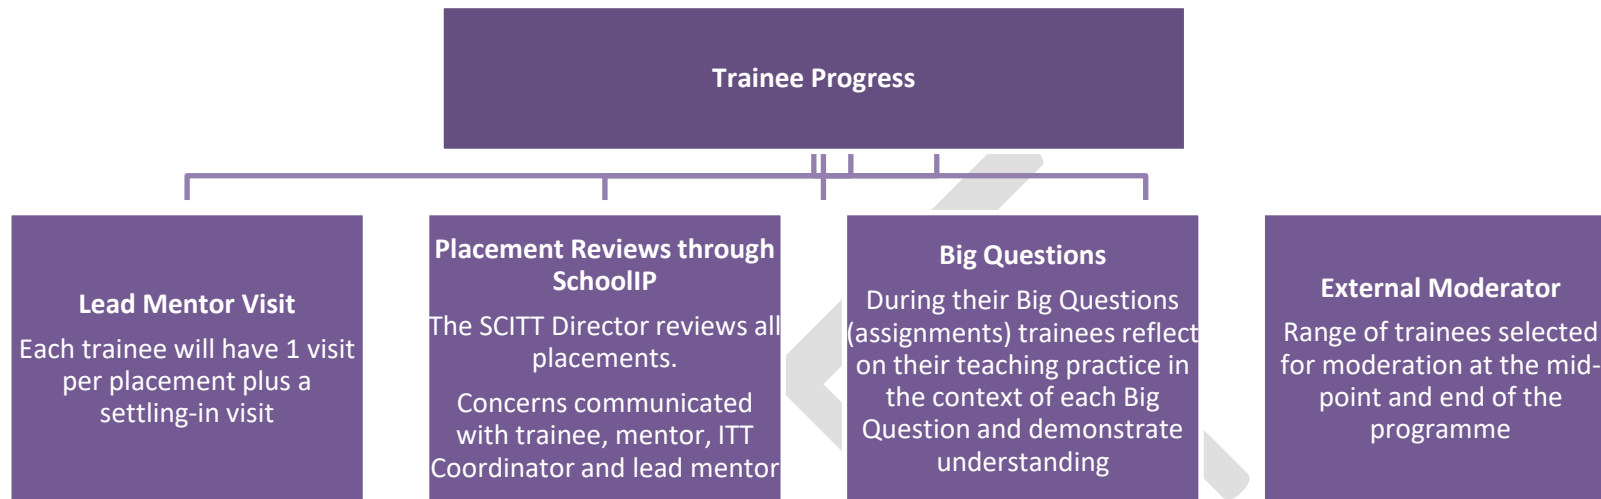 Trainee Progress
Lead Mentor Visit
Each trainee will have 1 visit
per placement plus a
settling-in visit
Placement Reviews through
SchoolIP
The SCITT Director reviews all
placements.
Concerns communicated
with trainee, mentor, ITT
Coordinator and lead mentor
Big Questions
During their Big Questions
(assignments) trainees reflect
on their teaching practice in
the context of each Big
Question and demonstrate
understanding
External Moderator
Range of trainees selected
for moderation at the mid-
point and end of the
programme